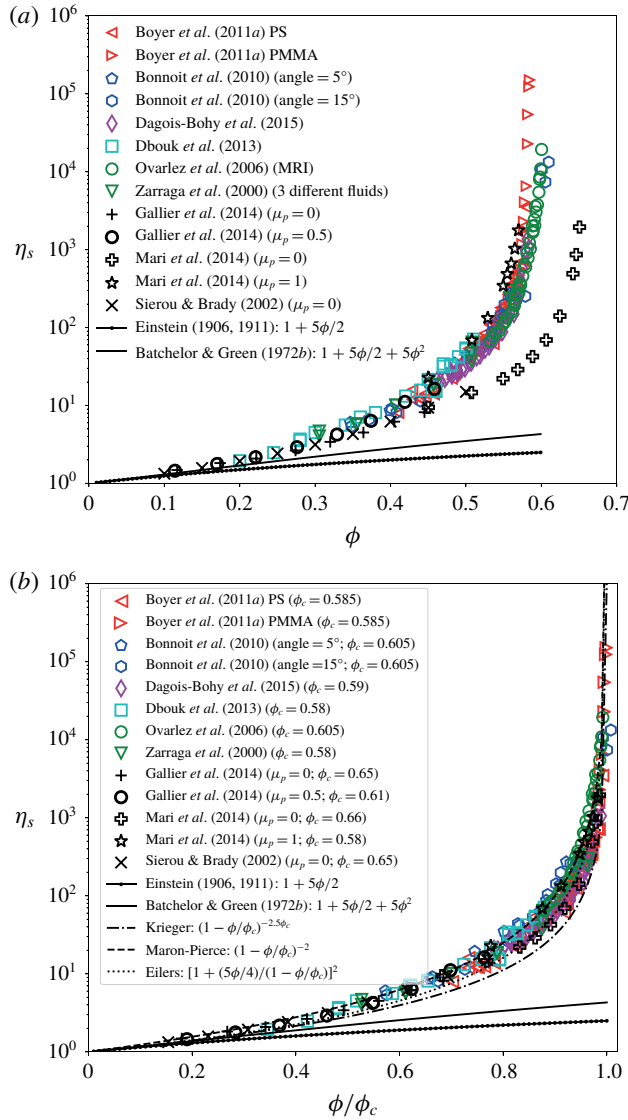 (a)
10^6
10^5
10^4
10^3
10^2
10^1
10^0
η_s
Boyer et al. (2011a) PS
Boyer et al. (2011a) PMMA
Bonnoit et al. (2010) (angle = 5°)
Bonnoit et al. (2010) (angle = 15°)
Dagois-Bohy et al. (2015)
Dbouk et al. (2013)
Ovarlez et al. (2006) (MRI)
Zarraga et al. (2000) (3 different fluids)
Gallier et al. (2014) (μ_p = 0)
Gallier et al. (2014) (μ_p = 0.5)
Mari et al. (2014) (μ_p = 0)
Mari et al. (2014) (μ_p = 1)
Sierou & Brady (2002) (μ_p = 0)
Einstein (1906, 1911): 1 + 5ϕ/2
Batchelor & Green (1972b): 1 + 5ϕ/2 + 5ϕ^2
0 0.1 0.2 0.3 0.4 0.5 0.6 0.7
ϕ
(b)
10^6
10^5
10^4
10^3
10^2
10^1
10^0
η_s
Boyer et al. (2011a) PS (ϕ_c = 0.585)
Boyer et al. (2011a) PMMA (ϕ_c = 0.585)
Bonnoit et al. (2010) (angle = 5°; ϕ_c = 0.605)
Bonnoit et al. (2010) (angle =15°; ϕ_c = 0.605)
Dagois-Bohy et al. (2015) (ϕ_c = 0.59)
Dbouk et al. (2013) (ϕ_c = 0.58)
Ovarlez et al. (2006) (ϕ_c = 0.605)
Zarraga et al. (2000) (ϕ_c = 0.58)
Gallier et al. (2014) (μ_p = 0; ϕ_c = 0.65)
Gallier et al. (2014) (μ_p = 0.5; ϕ_c = 0.61)
Mari et al. (2014) (μ_p = 0; ϕ_c = 0.66)
Mari et al. (2014) (μ_p = 1; ϕ_c = 0.58)
Sierou & Brady (2002) (μ_p = 0; ϕ_c = 0.65)
Einstein (1906, 1911): 1 + 5ϕ/2
Batchelor & Green (1972b): 1 + 5ϕ/2 + 5ϕ^2
Krieger: (1 − ϕ/ϕ_c)^−2.5ϕ_c
Maron-Pierce: (1 − ϕ/ϕ_c)^−2
Eilers: [1 + (5ϕ/4)/(1 − ϕ/ϕ_c)]^2
0 0.2 0.4 0.6 0.8 1.0
ϕ/ϕ_c